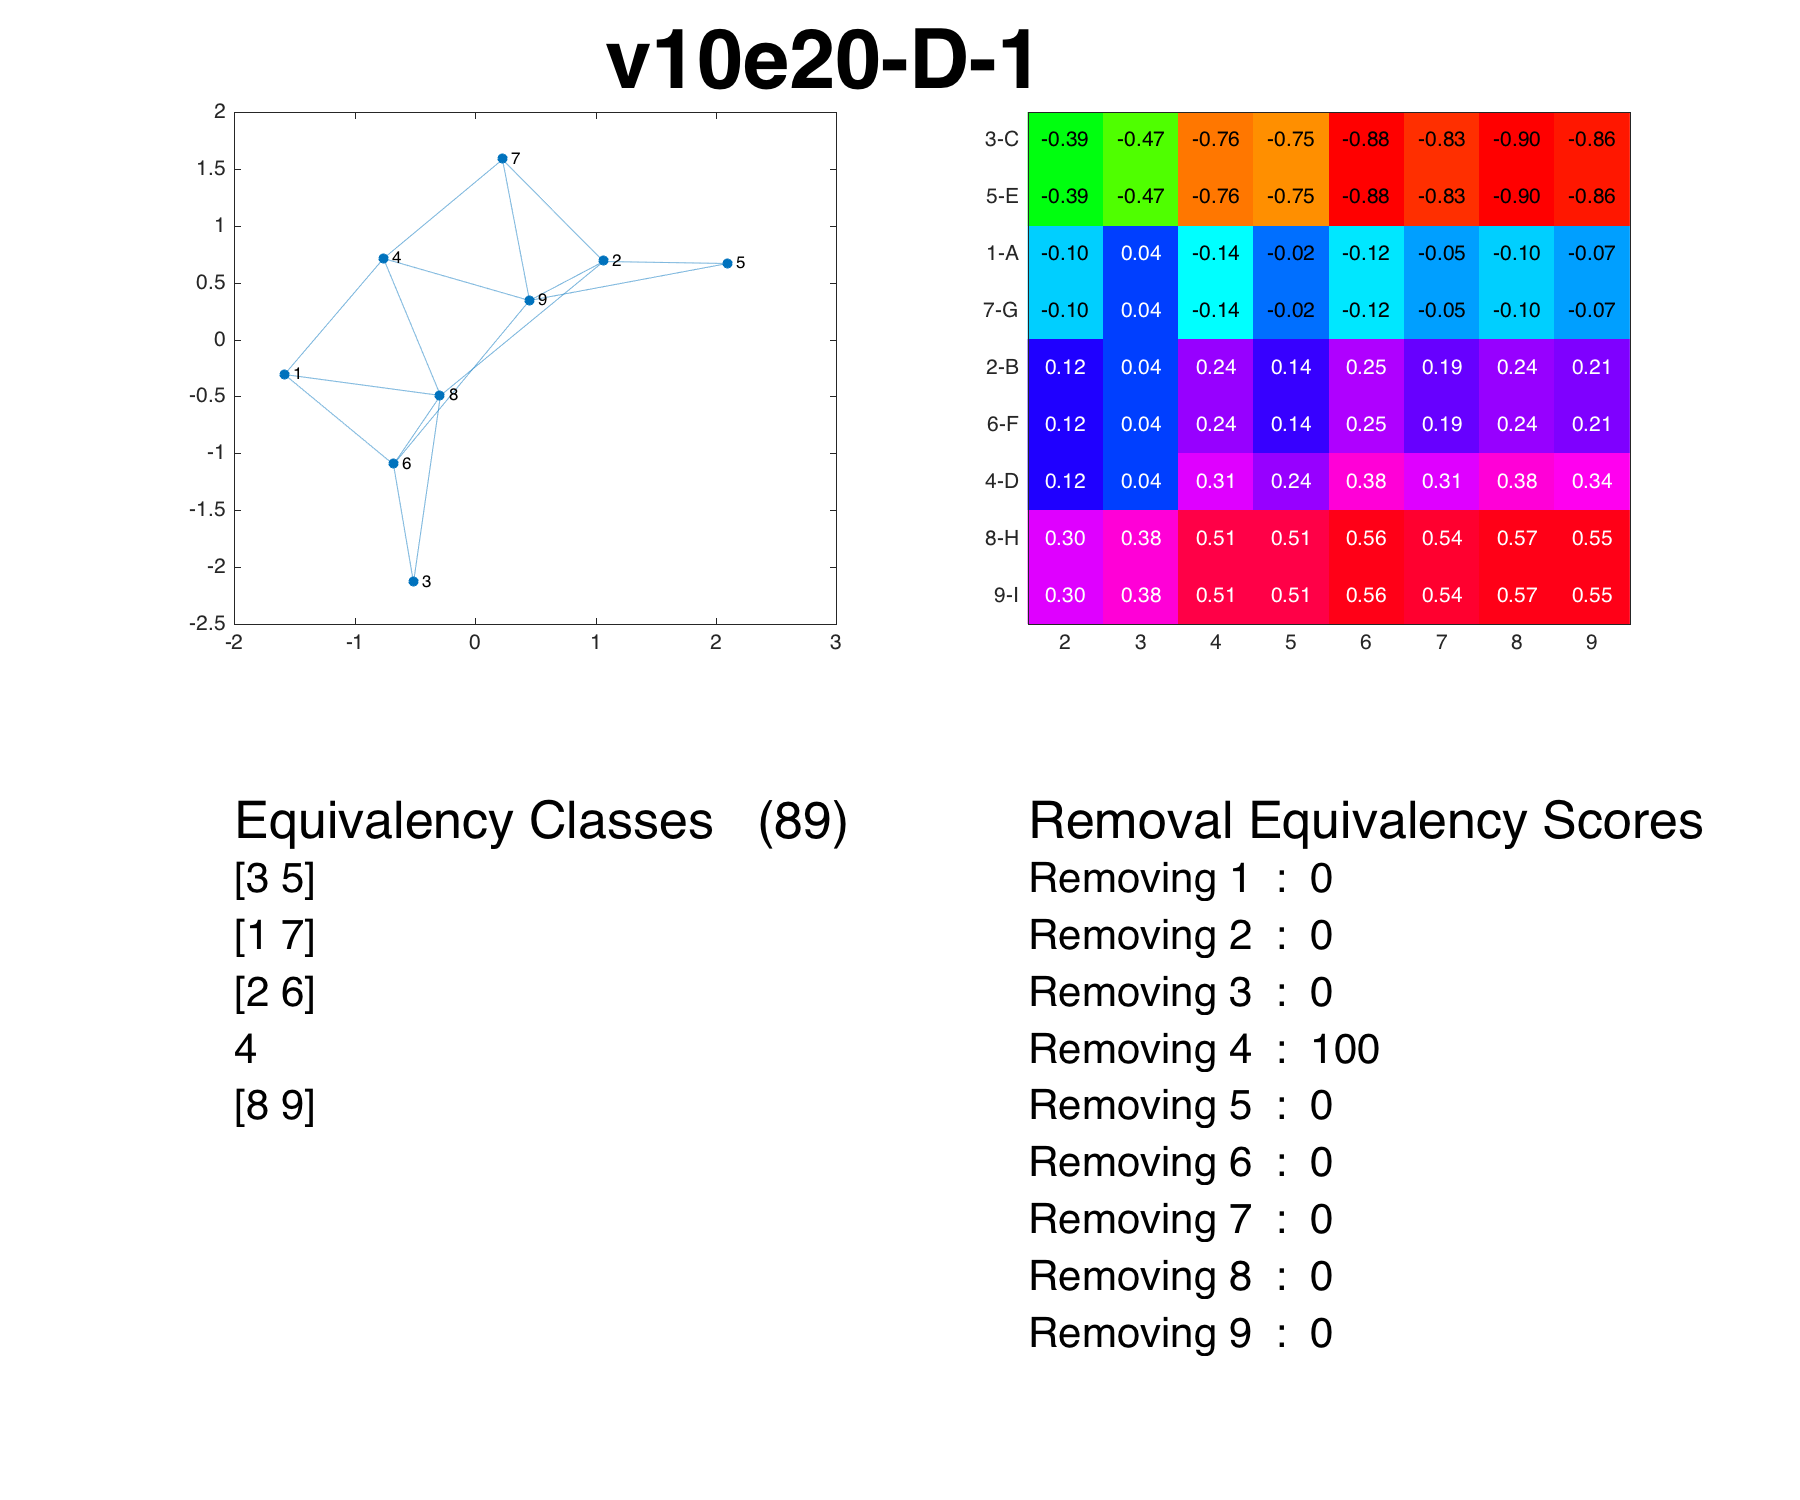 v10e20-D-1
2
1.5
1
0.5
0
-0.5
-1
-1.5
-2
-2.5
-2 -1 0 1 2 3
7
4
2
5
9
1
8
6
3
3-C -0.39 -0.47 -0.76 -0.75 -0.88 -0.83 -0.90 -0.86
5-E -0.39 -0.47 -0.76 -0.75 -0.88 -0.83 -0.90 -0.86
1-A -0.10 0.04 -0.14 -0.02 -0.12 -0.05 -0.10 -0.07
7-G -0.10 0.04 -0.14 -0.02 -0.12 -0.05 -0.10 -0.07
2-B 0.12 0.04 0.24 0.14 0.25 0.19 0.24 0.21
6-F 0.12 0.04 0.24 0.14 0.25 0.19 0.24 0.21
4-D 0.12 0.04 0.31 0.24 0.38 0.31 0.38 0.34
8-H 0.30 0.38 0.51 0.51 0.56 0.54 0.57 0.55
9-I 0.30 0.38 0.51 0.51 0.56 0.54 0.57 0.55
2 3 4 5 6 7 8 9
Equivalency Classes (89)
[3 5]
[1 7]
[2 6]
4
[8 9]
Removal Equivalency Scores
Removing 1 : 0
Removing 2 : 0
Removing 3 : 0
Removing 4 : 100
Removing 5 : 0
Removing 6 : 0
Removing 7 : 0
Removing 8 : 0
Removing 9 : 0